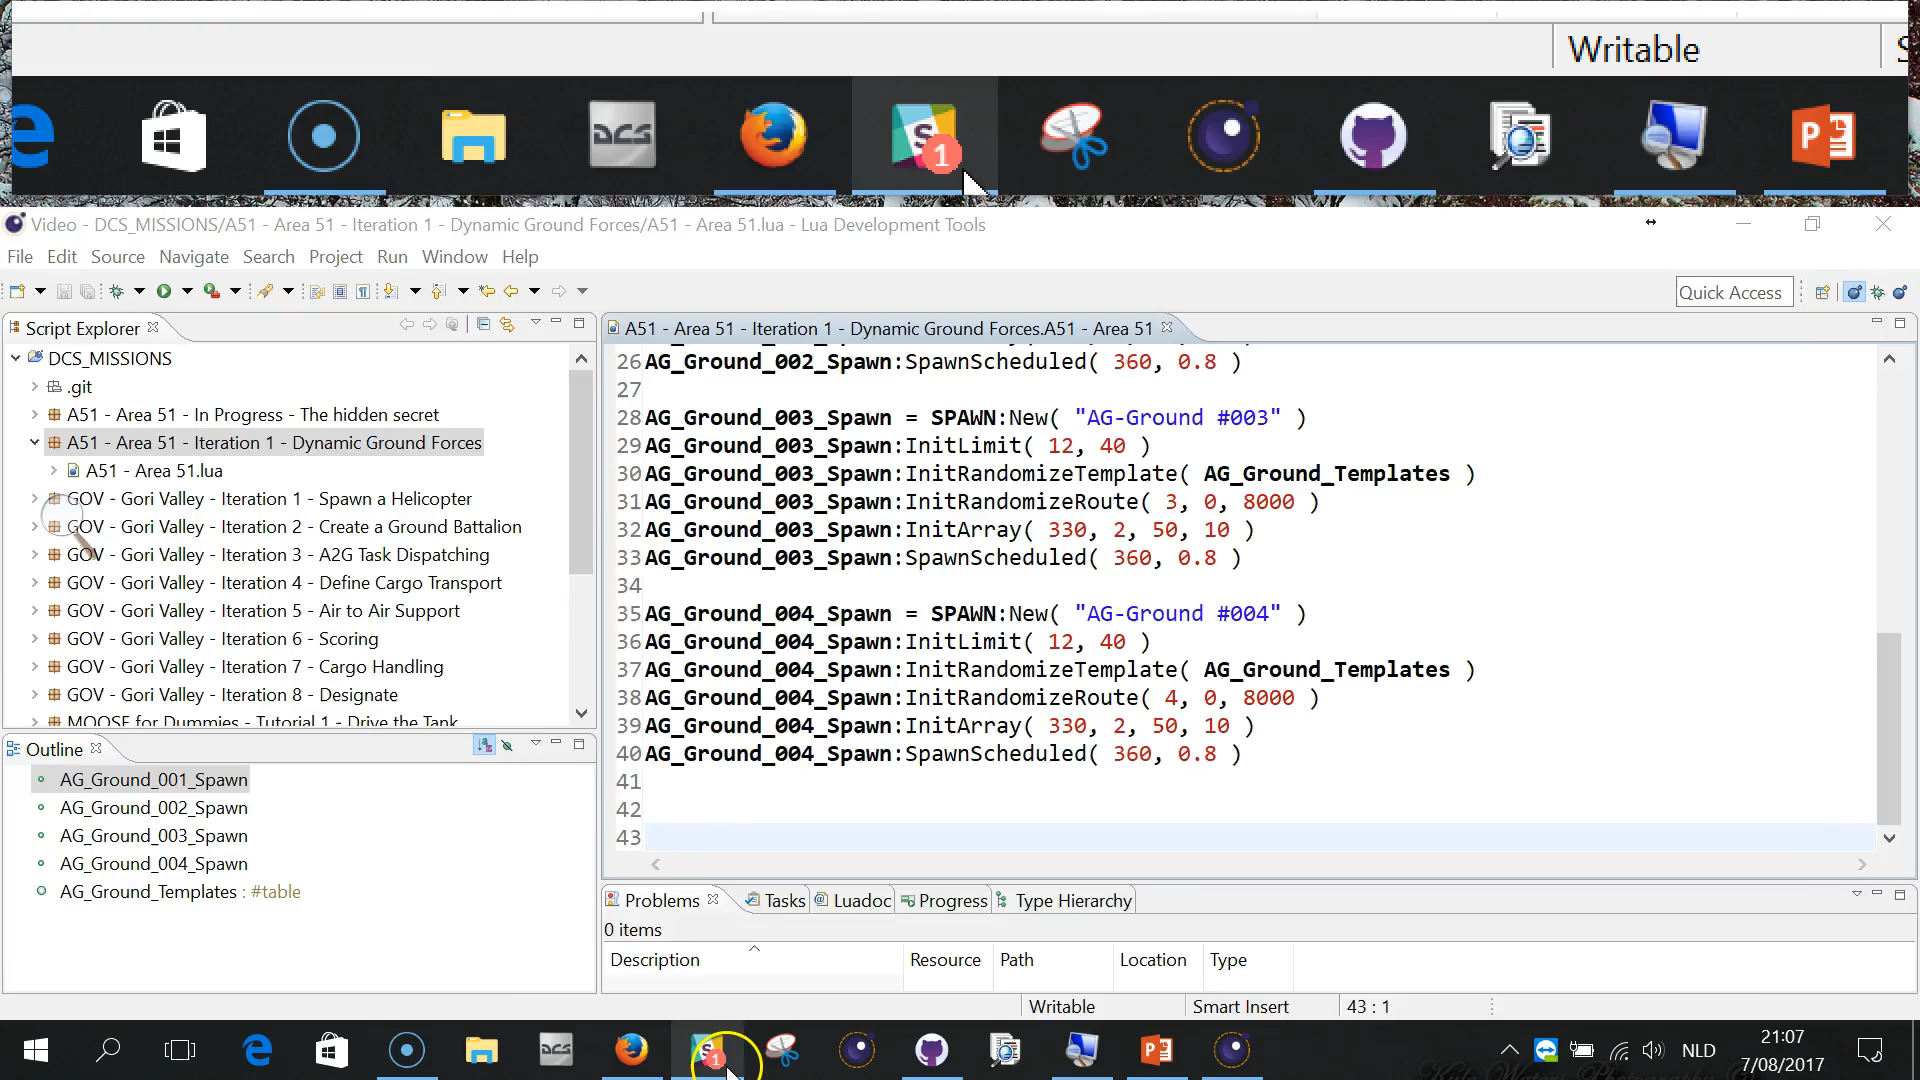 Writable
DCS
S
1
P
Video - DCS_MISSIONS/A51 - Area 51 - Iteration 1 - Dynamic Ground Forces/A51 - Area 51.lua - Lua Development Tools
File Edit Source Navigate Search Project Run Window Help
Quick Access
Script Explorer
DCS_MISSIONS
.git
A51 - Area 51 - In Progress - The hidden secret
A51 - Area 51 - Iteration 1 - Dynamic Ground Forces
A51 - Area 51.lua
GOV - Gori Valley - Iteration 1 - Spawn a Helicopter
GOV - Gori Valley - Iteration 2 - Create a Ground Battalion
GOV - Gori Valley - Iteration 3 - A2G Task Dispatching
GOV - Gori Valley - Iteration 4 - Define Cargo Transport
GOV - Gori Valley - Iteration 5 - Air to Air Support
GOV - Gori Valley - Iteration 6 - Scoring
GOV - Gori Valley - Iteration 7 - Cargo Handling
GOV - Gori Valley - Iteration 8 - Designate
MOOSE for Dummies - Tutorial 1 - Drive the Tank
Outline
AG_Ground_001_Spawn
AG_Ground_002_Spawn
AG_Ground_003_Spawn
AG_Ground_004_Spawn
AG_Ground_Templates : #table
A51 - Area 51 - Iteration 1 - Dynamic Ground Forces.A51 - Area 51
26 AG_Ground_002_Spawn:SpawnScheduled( 360, 0.8 )
27
28 AG_Ground_003_Spawn = SPAWN:New( "AG-Ground #003" )
29 AG_Ground_003_Spawn:InitLimit( 12, 40 )
30 AG_Ground_003_Spawn:InitRandomizeTemplate( AG_Ground_Templates )
31 AG_Ground_003_Spawn:InitRandomizeRoute( 3, 0, 8000 )
32 AG_Ground_003_Spawn:InitArray( 330, 2, 50, 10 )
33 AG_Ground_003_Spawn:SpawnScheduled( 360, 0.8 )
34
35 AG_Ground_004_Spawn = SPAWN:New( "AG-Ground #004" )
36 AG_Ground_004_Spawn:InitLimit( 12, 40 )
37 AG_Ground_004_Spawn:InitRandomizeTemplate( AG_Ground_Templates )
38 AG_Ground_004_Spawn:InitRandomizeRoute( 4, 0, 8000 )
39 AG_Ground_004_Spawn:InitArray( 330, 2, 50, 10 )
40 AG_Ground_004_Spawn:SpawnScheduled( 360, 0.8 )
41
42
43
Problems Tasks Luadoc Progress Type Hierarchy
0 items
Description Resource Path Location Type
Writable Smart Insert 43 : 1
DCS
1
P
NLD
21:07
7/08/2017